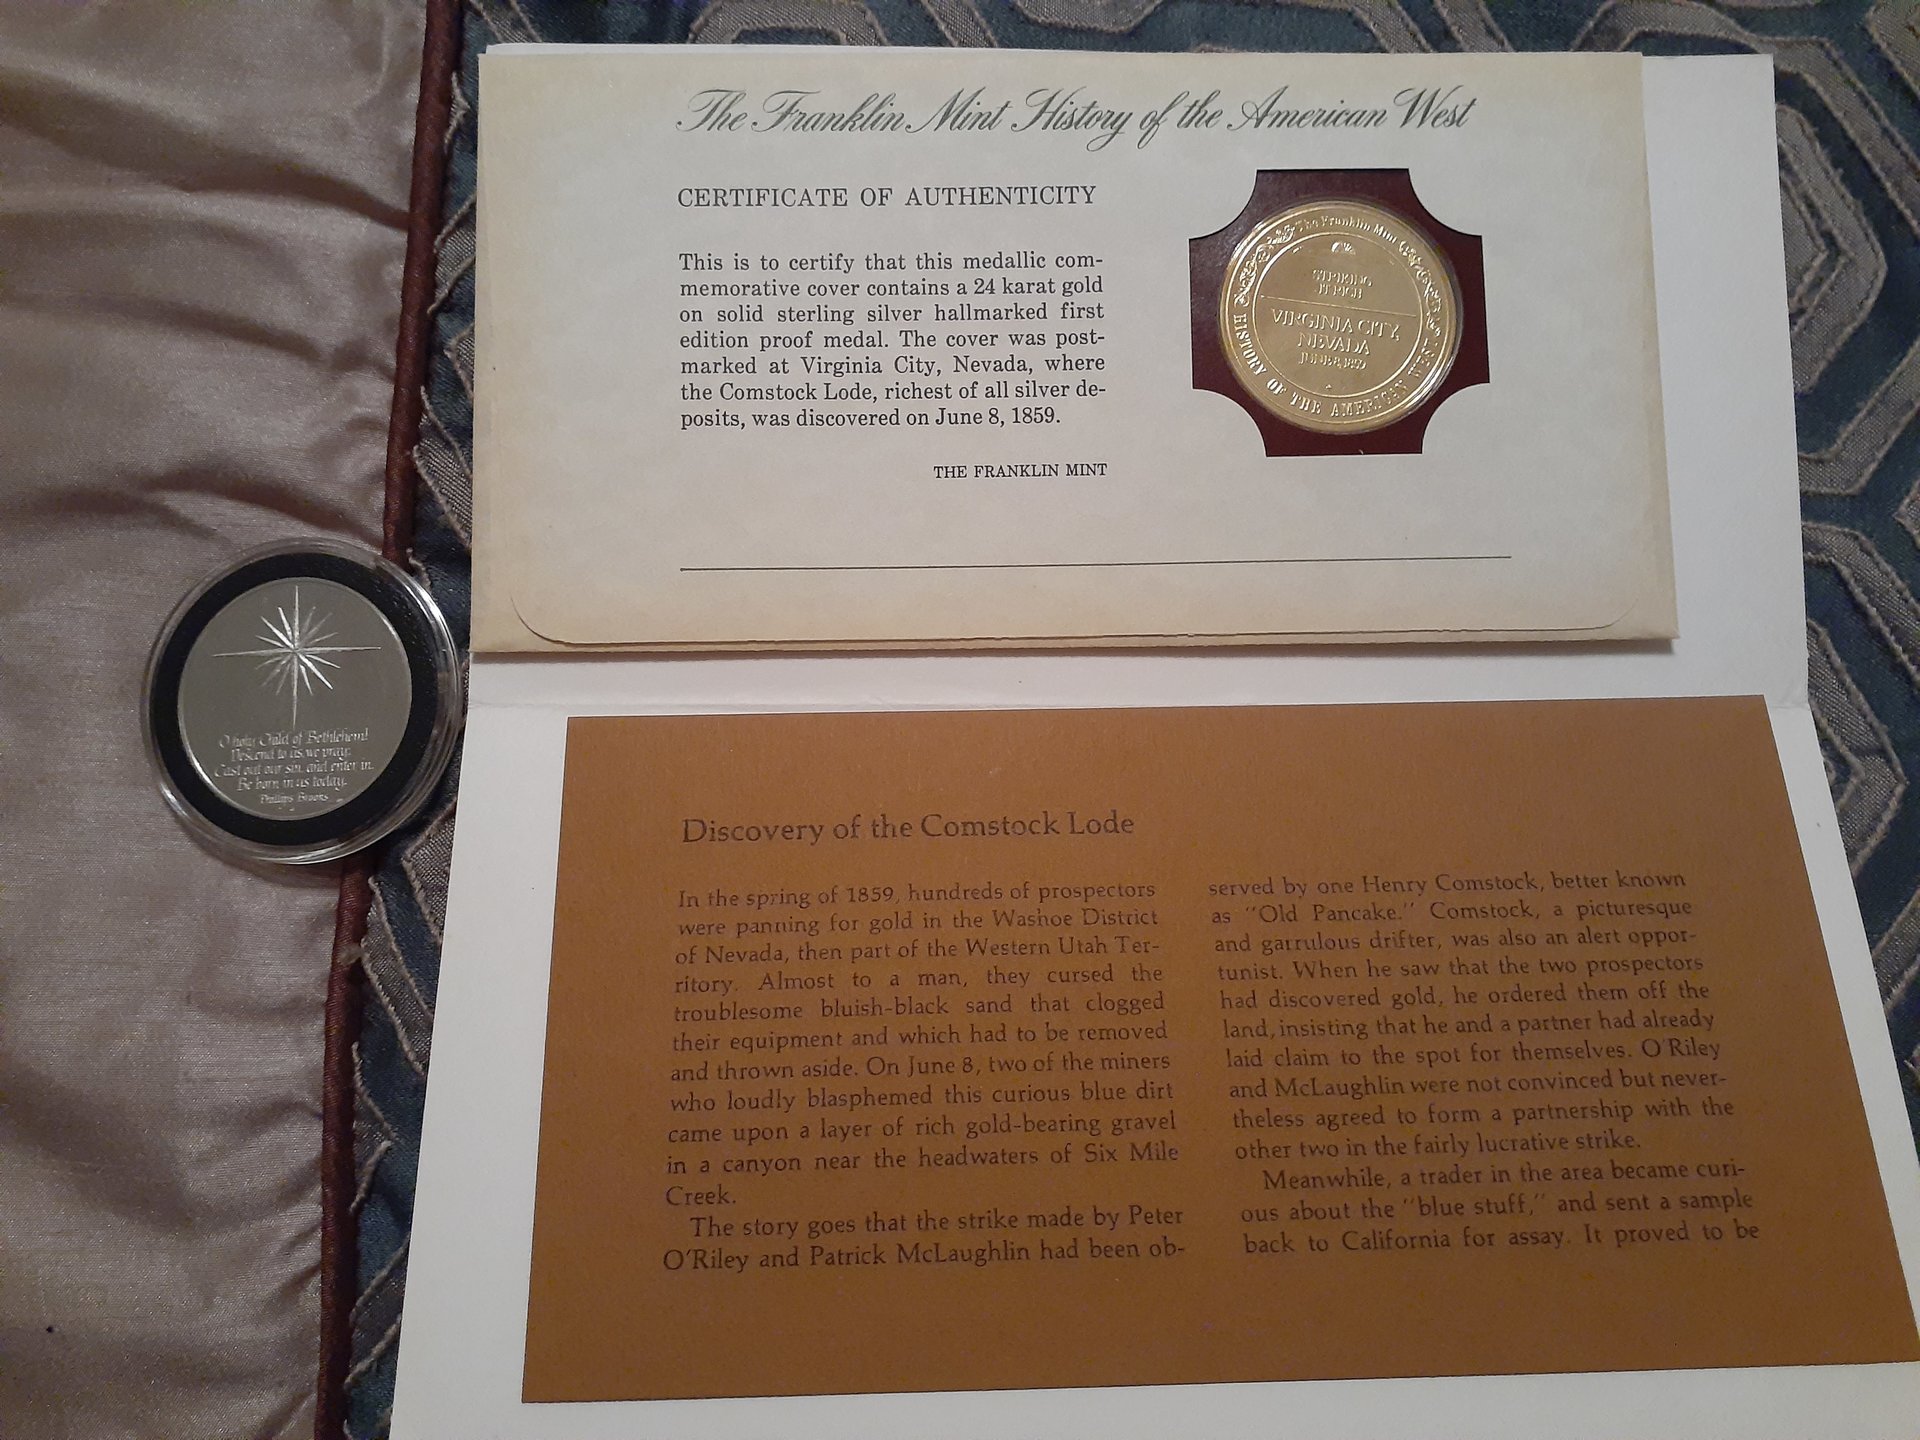 The Franklin Mint History of the American West
CERTIFICATE OF AUTHENTICITY
This is to certify that this medallic com-
memorative cover contains a 24 karat gold
on solid sterling silver hallmarked first
edition proof medal. The cover was post-
marked at Virginia City, Nevada, where
the Comstock Lode, richest of all silver de-
posits, was discovered on June 8, 1859.
THE FRANKLIN MINT
The Franklin Mint
STRIKING
IT RICH
VIRGINIA CITY
NEVADA
JUNE 8, 1859
HISTORY OF THE AMERICAN WEST
O holy Child of Bethlehem!
Descend to us, we pray;
Cast out our sin, and enter in,
Be born in us today.
Phillips Brooks
Discovery of the Comstock Lode
In the spring of 1859, hundreds of prospectors
were panning for gold in the Washoe District
of Nevada, then part of the Western Utah Ter-
ritory. Almost to a man, they cursed the
troublesome bluish-black sand that clogged
their equipment and which had to be removed
and thrown aside. On June 8, two of the miners
who loudly blasphemed this curious blue dirt
came upon a layer of rich gold-bearing gravel
in a canyon near the headwaters of Six Mile
Creek.
The story goes that the strike made by Peter
O'Riley and Patrick McLaughlin had been ob-
served by one Henry Comstock, better known
as "Old Pancake." Comstock, a picturesque
and garrulous drifter, was also an alert oppor-
tunist. When he saw that the two prospectors
had discovered gold, he ordered them off the
land, insisting that he and a partner had already
laid claim to the spot for themselves. O'Riley
and McLaughlin were not convinced but never-
theless agreed to form a partnership with the
other two in the fairly lucrative strike.
Meanwhile, a trader in the area became curi-
ous about the "blue stuff," and sent a sample
back to California for assay. It proved to be